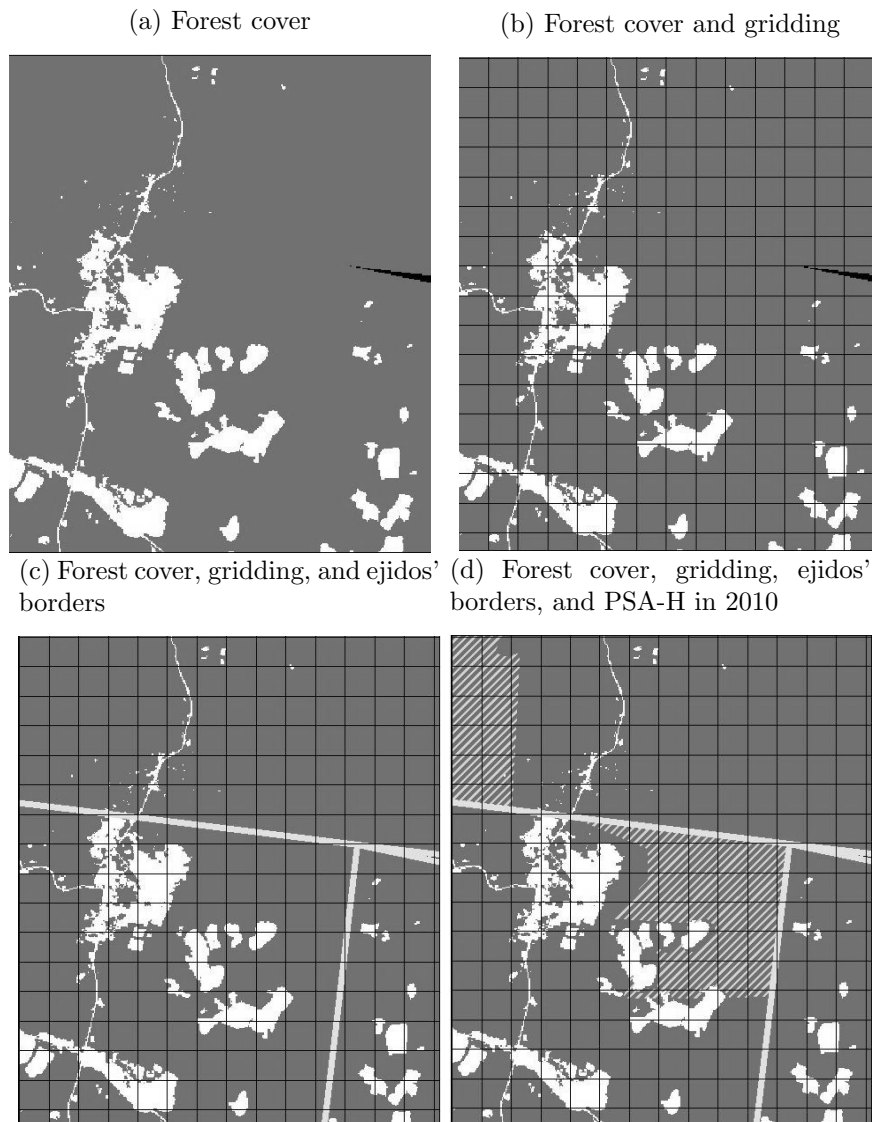 (a) Forest cover
(b) Forest cover and gridding
(c) Forest cover, gridding, and ejidos’
borders
(d) Forest cover, gridding, ejidos’
borders, and PSA-H in 2010